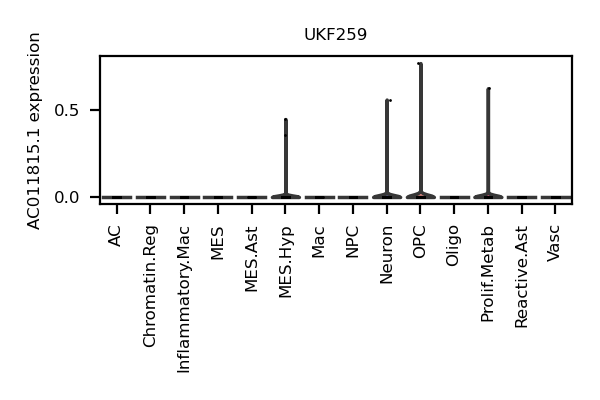 UKF259
AC011815.1 expression
0.5
0.0
AC
Chromatin.Reg
Inflammatory.Mac
MES
MES.Ast
MES.Hyp
Mac
NPC
Neuron
OPC
Oligo
Prolif.Metab
Reactive.Ast
Vasc